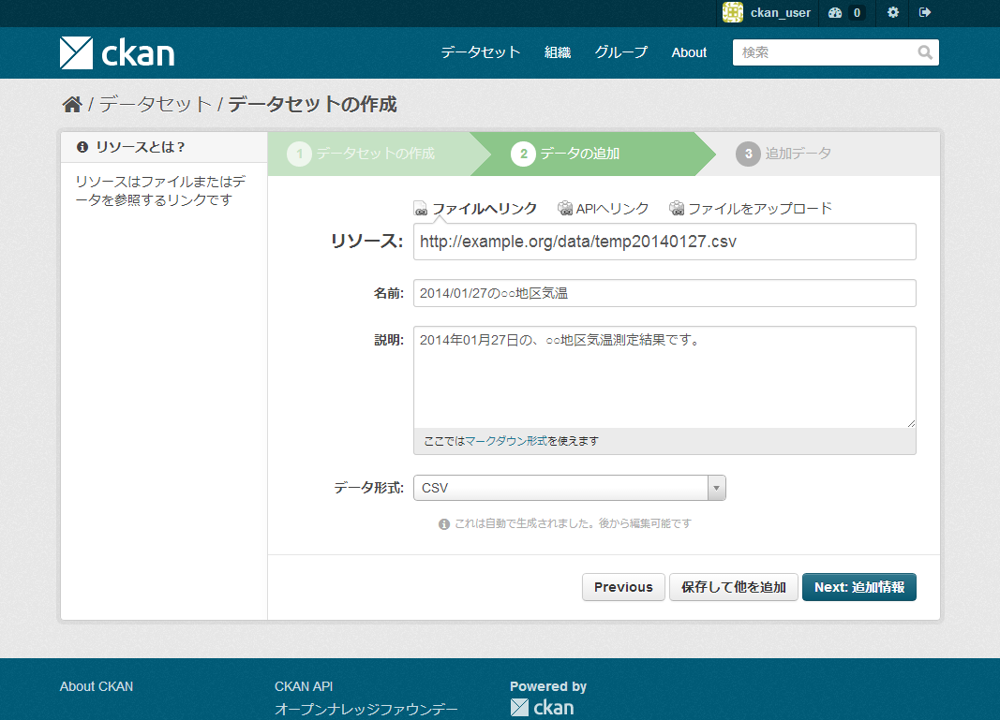 ckan_user 0
ckan データセット 組織 グループ About 検索
/ データセット / データセットの作成
リソースとは？
リソースはファイルまたはデ
ータを参照するリンクです
1 データセットの作成 2 データの追加 3 追加データ
ファイルへリンク APIへリンク ファイルをアップロード
リソース: http://example.org/data/temp20140127.csv
名前: 2014/01/27の○○地区気温
説明: 2014年01月27日の、○○地区気温測定結果です。
ここではマークダウン形式を使えます
データ形式: CSV
これは自動で生成されました。後から編集可能です
Previous 保存して他を追加 Next: 追加情報
About CKAN CKAN API Powered by
オープンナレッジファウンデー ckan